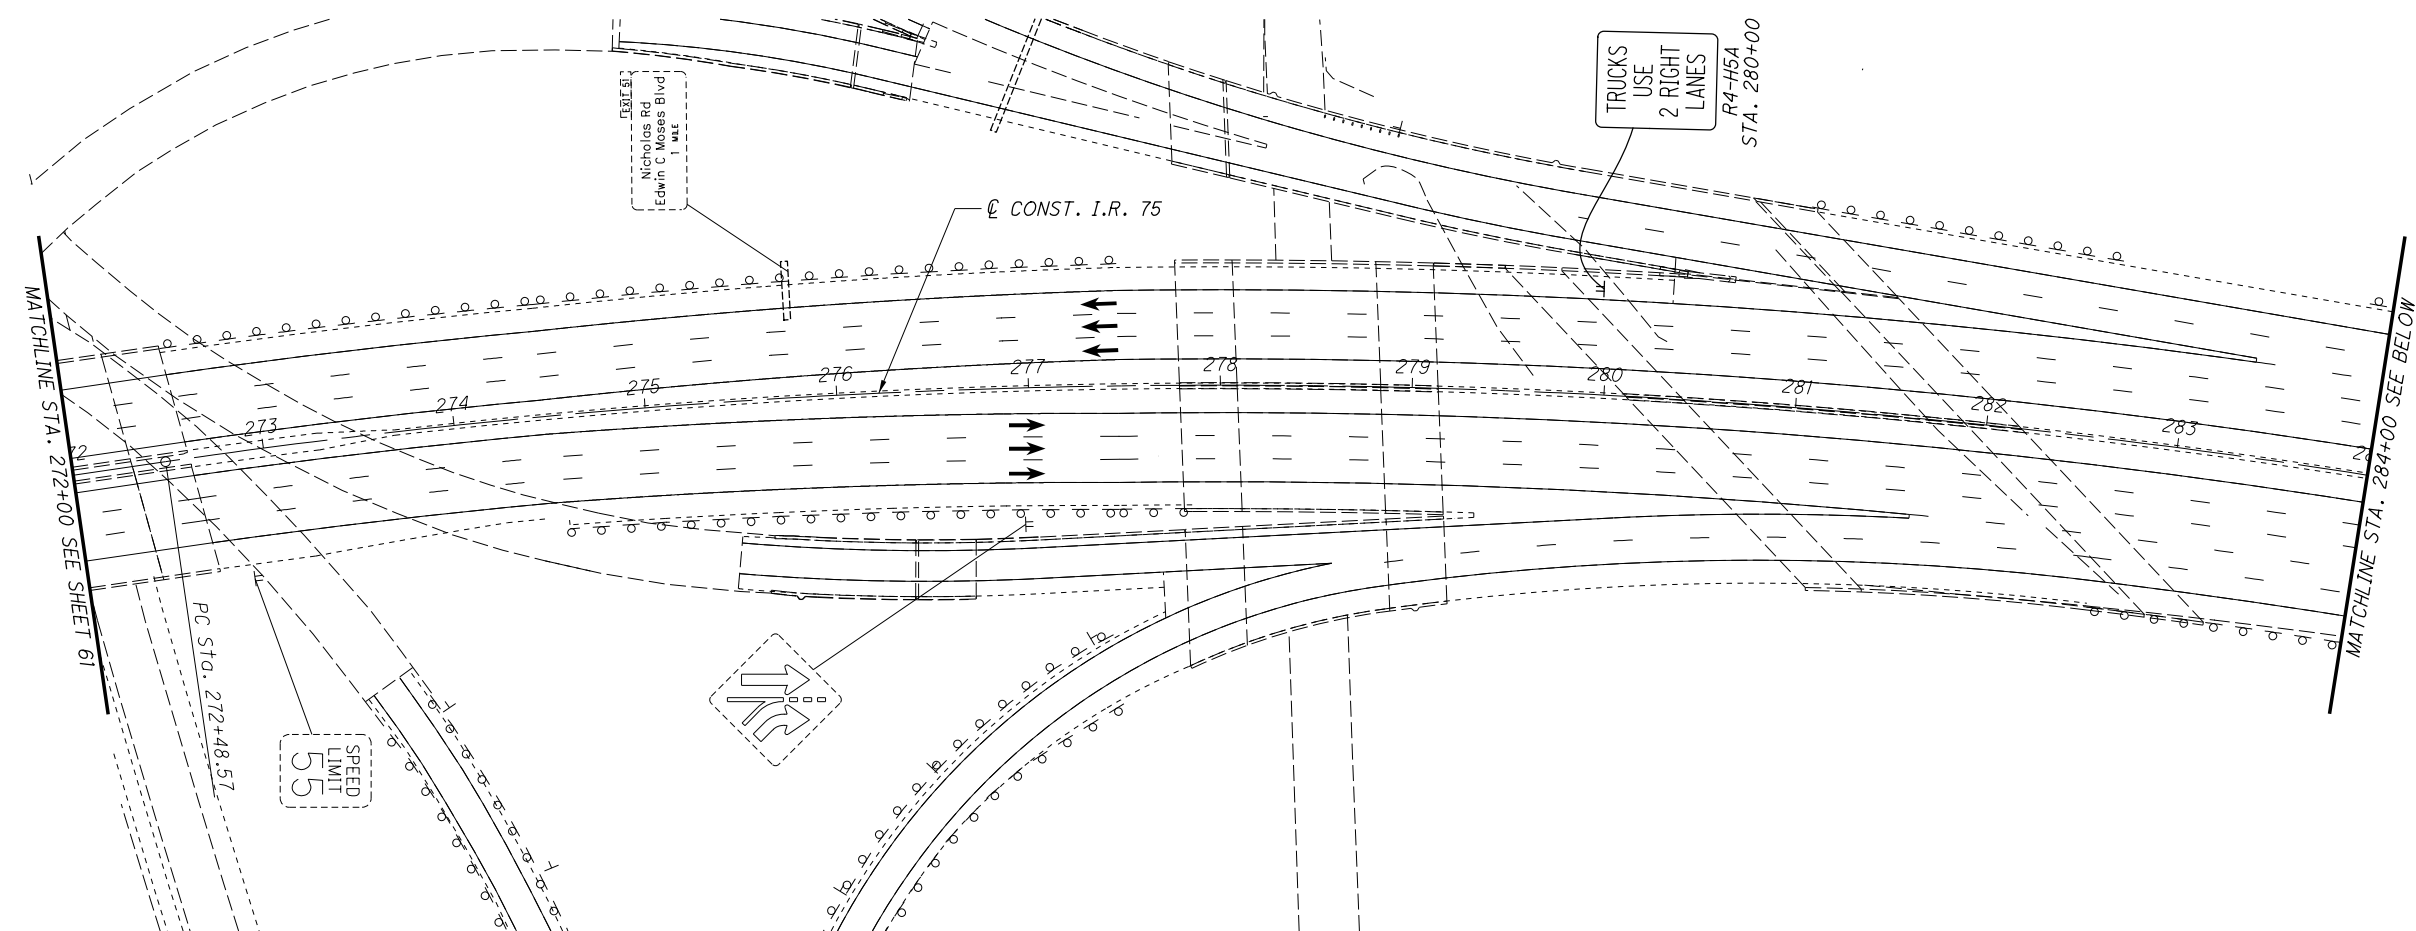 EXIT 51
Nicholas Rd
Edwin C Moses Blvd
1 MILE
TRUCKS
USE
2 RIGHT
LANES
R4-H5A
STA. 280+00
℄ CONST. I.R. 75
MATCHLINE STA. 272+00 SEE SHEET 61
72
273
274
275
276
277
278
279
280
281
282
283
28
MATCHLINE STA. 284+00 SEE BELOW
PC Sta. 272+48.57
SPEED
LIMIT
55